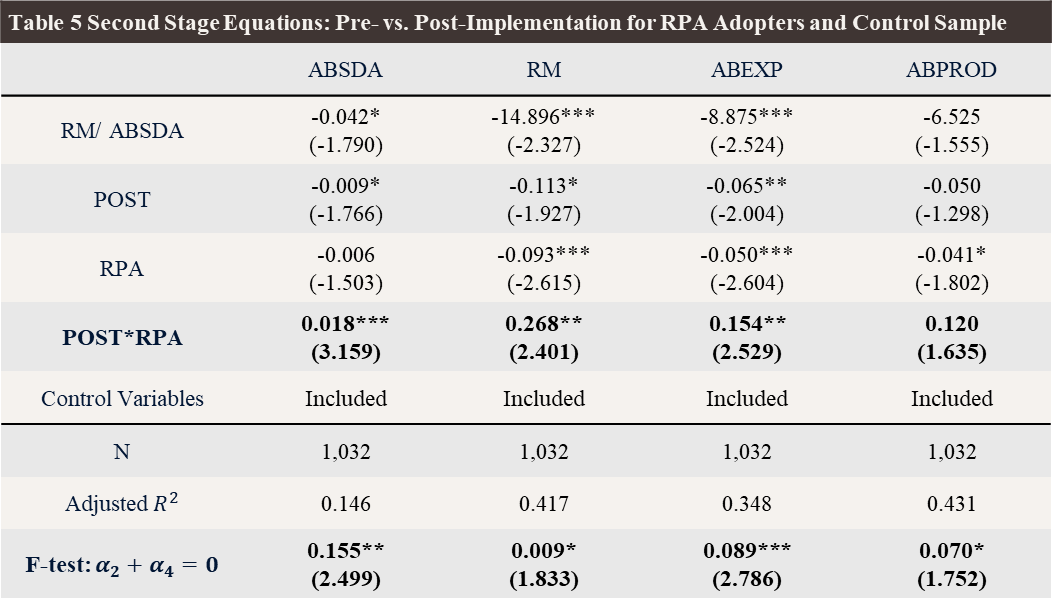 Table 5 Second Stage Equations: Pre- vs. Post-Implementation for RPA Adopters and Control Sample
ABSDA RM ABEXP ABPROD
RM/ ABSDA -0.042* -14.896*** -8.875*** -6.525
(-1.790) (-2.327) (-2.524) (-1.555)
POST -0.009* -0.113* -0.065** -0.050
(-1.766) (-1.927) (-2.004) (-1.298)
RPA -0.006 -0.093*** -0.050*** -0.041*
(-1.503) (-2.615) (-2.604) (-1.802)
POST*RPA 0.018*** 0.268** 0.154** 0.120
(3.159) (2.401) (2.529) (1.635)
Control Variables Included Included Included Included
N 1,032 1,032 1,032 1,032
Adjusted R² 0.146 0.417 0.348 0.431
F-test: α₂ + α₄ = 0 0.155** 0.009* 0.089*** 0.070*
(2.499) (1.833) (2.786) (1.752)